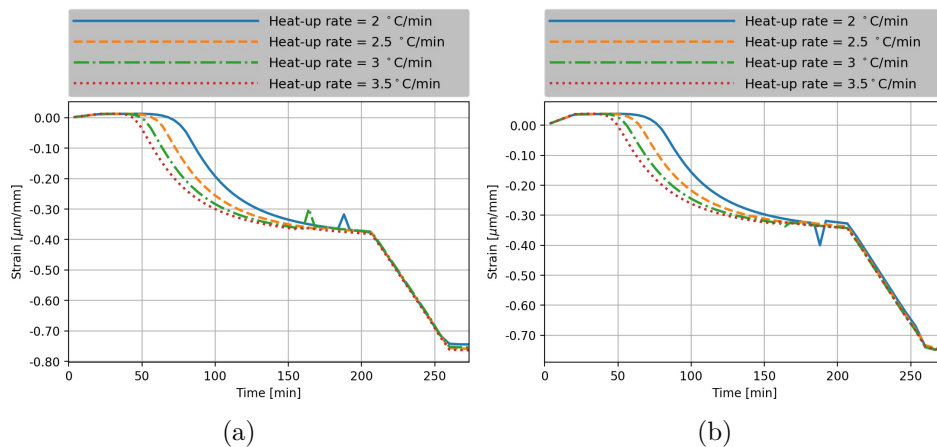 Heat-up rate = 2 °C/min
Heat-up rate = 2.5 °C/min
Heat-up rate = 3 °C/min
Heat-up rate = 3.5°C/min
0.00
-0.10
-0.20
-0.30
-0.40
-0.50
-0.60
-0.70
-0.80
Strain [μm/mm]
0 50 100 150 200 250
Time [min]
(a)
Heat-up rate = 2 °C/min
Heat-up rate = 2.5 °C/min
Heat-up rate = 3 °C/min
Heat-up rate = 3.5°C/min
0.00
-0.10
-0.20
-0.30
-0.40
-0.50
-0.60
-0.70
Strain [μm/mm]
0 50 100 150 200 250
Time [min]
(b)